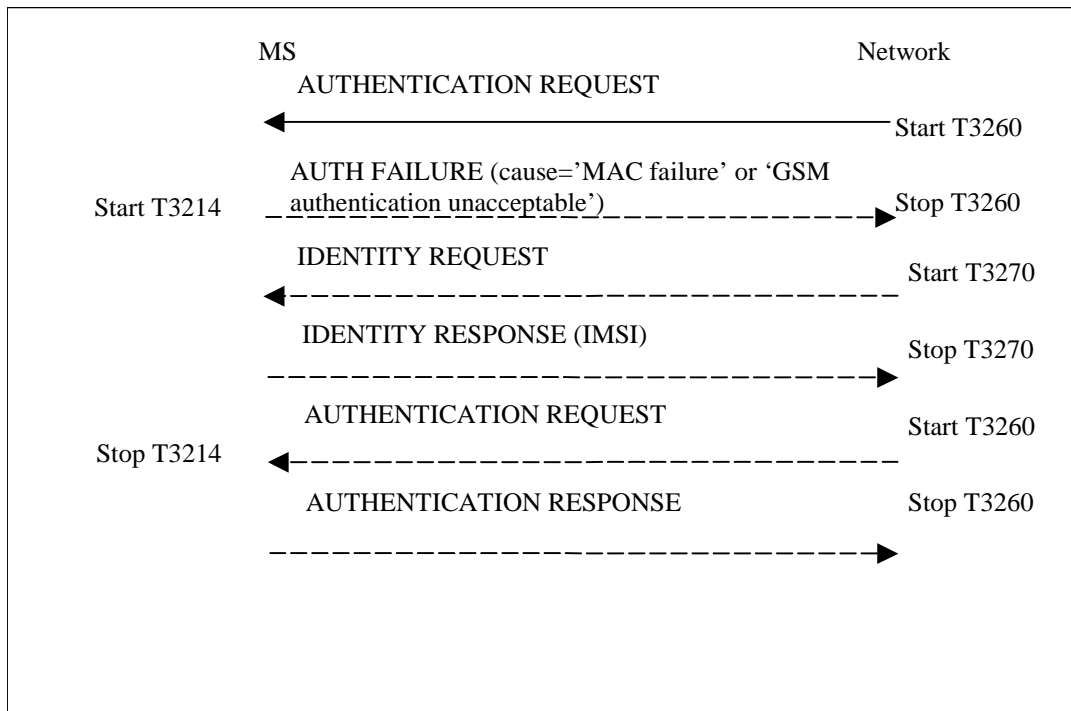 MS Network
AUTHENTICATION REQUEST
Start T3260
AUTH FAILURE (cause=’MAC failure’ or ‘GSM
authentication unacceptable’)
Start T3214 Stop T3260
IDENTITY REQUEST
Start T3270
IDENTITY RESPONSE (IMSI)
Stop T3270
AUTHENTICATION REQUEST
Start T3260
Stop T3214
AUTHENTICATION RESPONSE Stop T3260